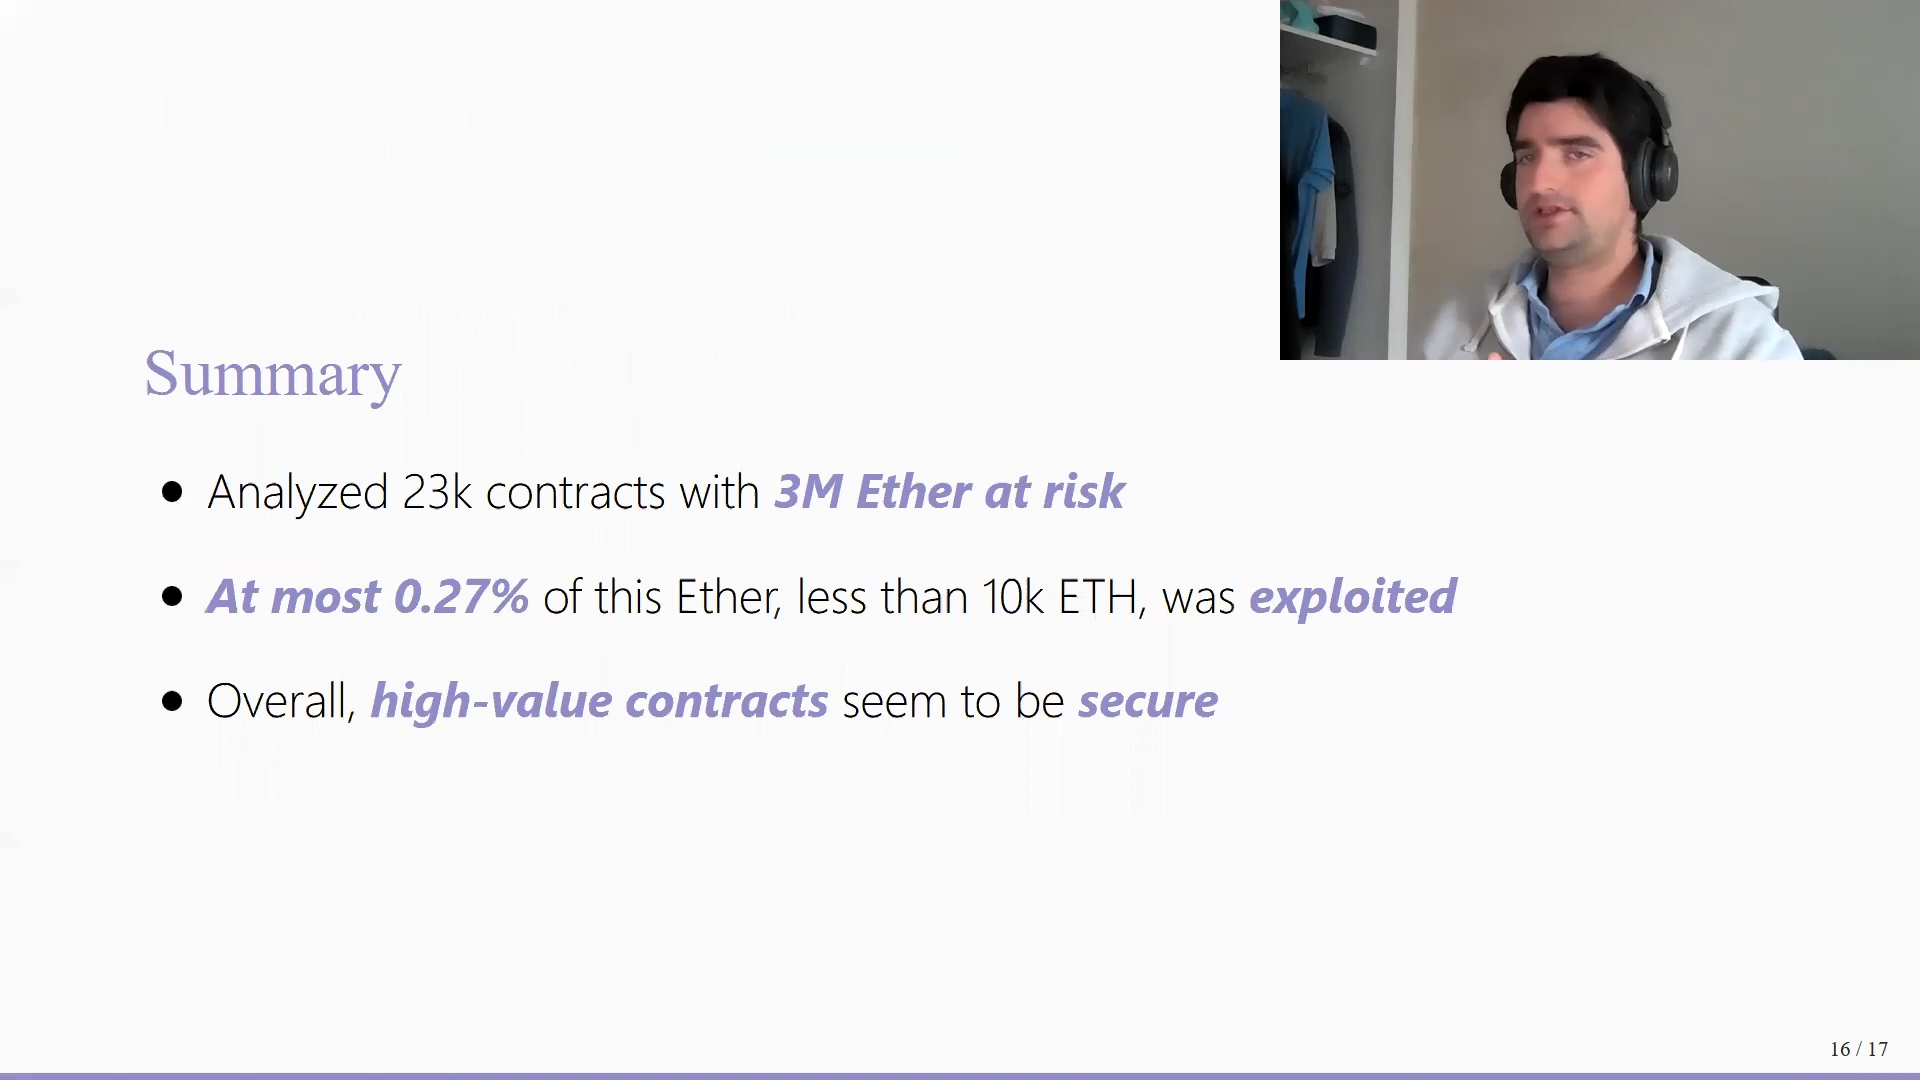 Summary
● Analyzed 23k contracts with 3M Ether at risk
● At most 0.27% of this Ether, less than 10k ETH, was exploited
● Overall, high-value contracts seem to be secure
16 / 17